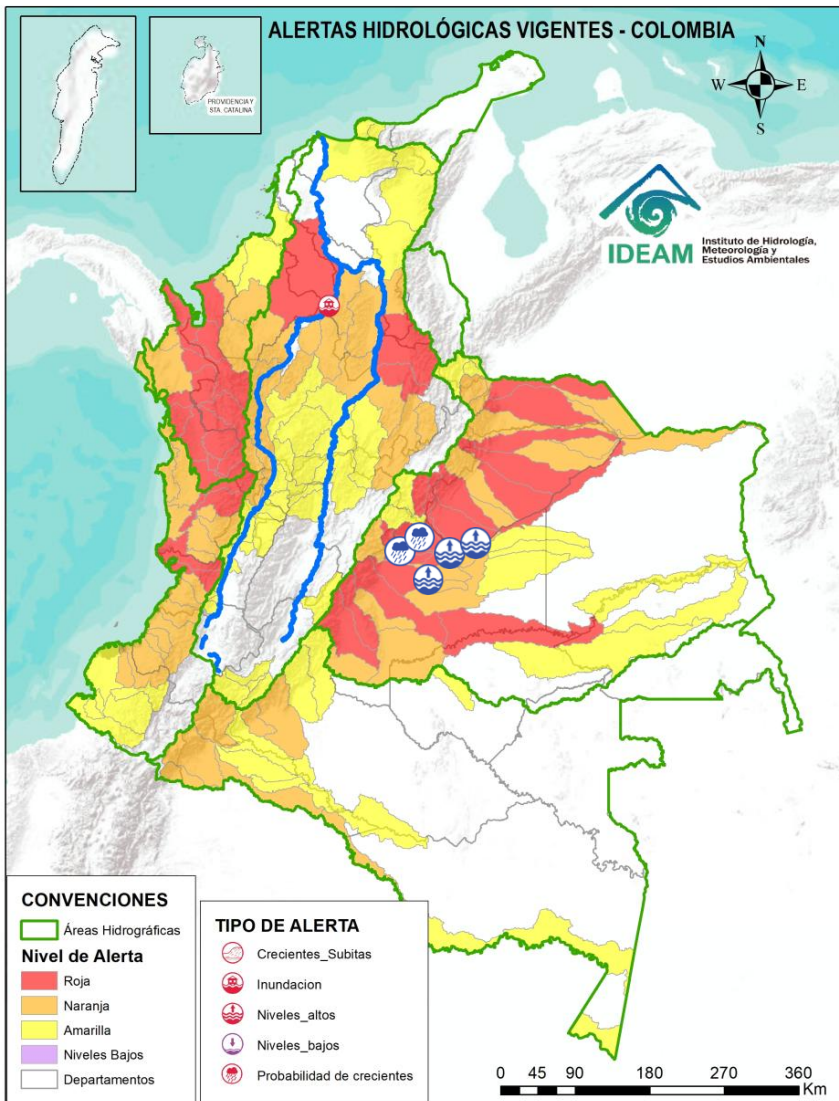 ALERTAS HIDROLÓGICAS VIGENTES - COLOMBIA
PROVIDENCIA Y
STA. CATALINA
N
W E
S
IDEAM
Instituto de Hidrología,
Meteorología y
Estudios Ambientales
CONVENCIONES
Áreas Hidrográficas
Nivel de Alerta
Roja
Naranja
Amarilla
Niveles Bajos
Departamentos
TIPO DE ALERTA
Crecientes_Subitas
Inundacion
Niveles_altos
Niveles_bajos
Probabilidad de crecientes
0 45 90 180 270 360
Km